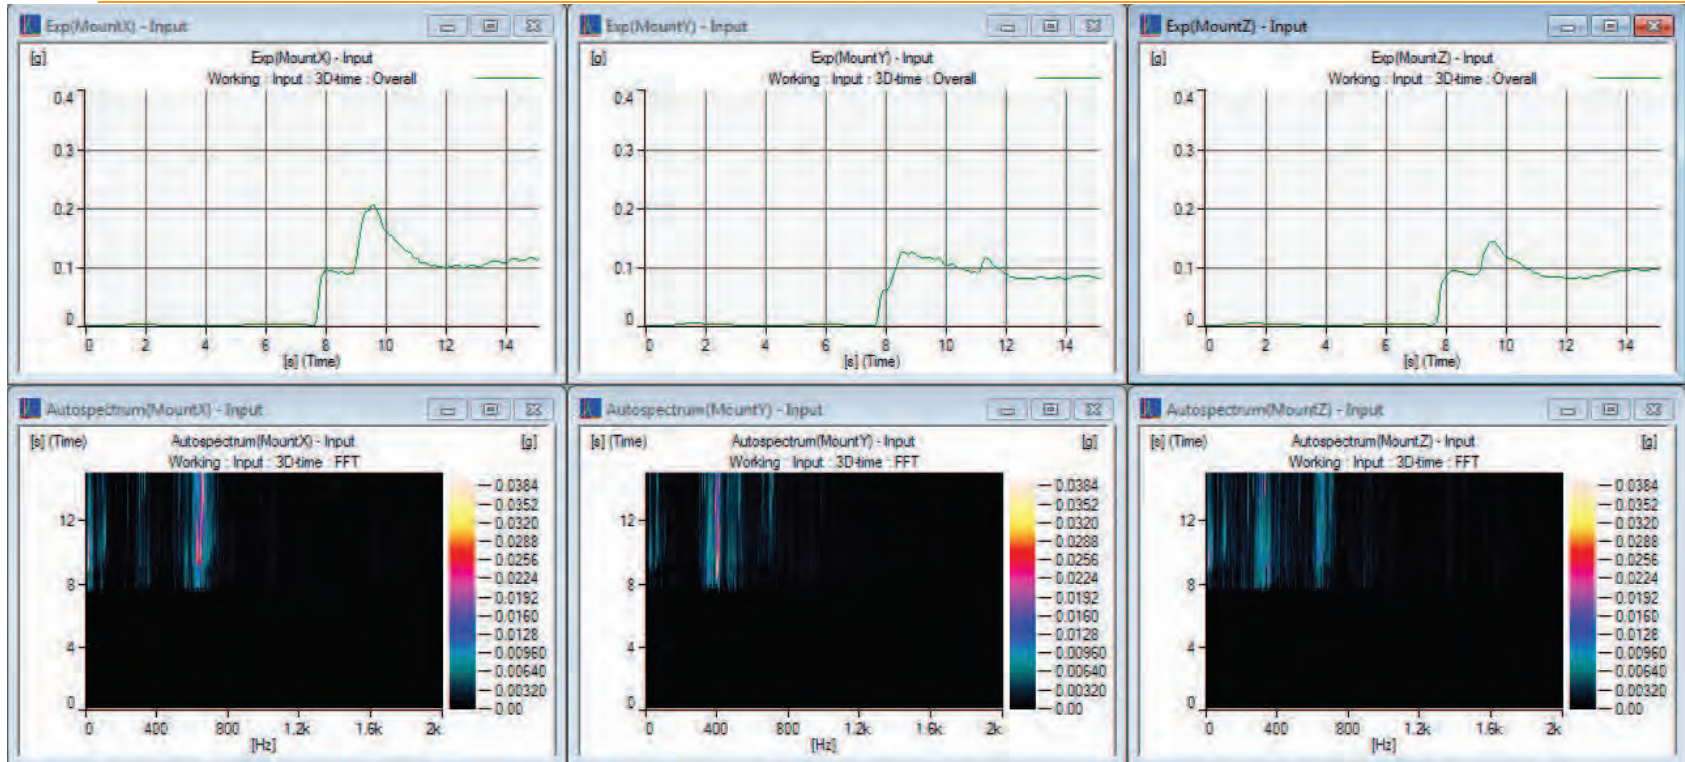 Exp(MountX) - Input
[g]
Exp(MountX) - Input
Working : Input : 3D-time : Overall
0.4
0.3
0.2
0.1
0
0 2 4 6 8 10 12 14
[s] (Time)
Exp(MountY) - Input
[g]
Exp(MountY) - Input
Working : Input : 3D-time : Overall
0.4
0.3
0.2
0.1
0
0 2 4 6 8 10 12 14
[s] (Time)
Exp(MountZ) - Input
[g]
Exp(MountZ) - Input
Working : Input : 3D-time : Overall
0.4
0.3
0.2
0.1
0
0 2 4 6 8 10 12 14
[s] (Time)
Autospectrum(MountX) - Input
[s] (Time) Autospectrum(MountX) - Input [g]
Working : Input : 3D-time : FFT
12
8
4
0
0 400 800 1.2k 1.6k 2k
[Hz]
0.0384
0.0352
0.0320
0.0288
0.0256
0.0224
0.0192
0.0160
0.0128
0.00960
0.00640
0.00320
0.00
Autospectrum(MountY) - Input
[s] (Time) Autospectrum(MountY) - Input [g]
Working : Input : 3D-time : FFT
12
8
4
0
0 400 800 1.2k 1.6k 2k
[Hz]
0.0384
0.0352
0.0320
0.0288
0.0256
0.0224
0.0192
0.0160
0.0128
0.00960
0.00640
0.00320
0.00
Autospectrum(MountZ) - Input
[s] (Time) Autospectrum(MountZ) - Input [g]
Working : Input : 3D-time : FFT
12
8
4
0
0 400 800 1.2k 1.6k 2k
[Hz]
0.0384
0.0352
0.0320
0.0288
0.0256
0.0224
0.0192
0.0160
0.0128
0.00960
0.00640
0.00320
0.00